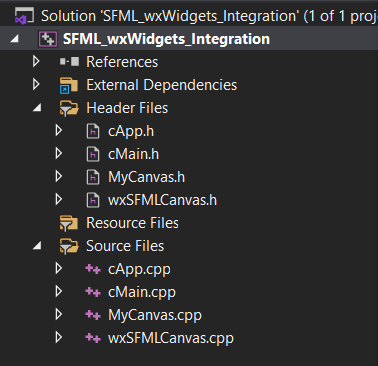 Solution 'SFML_wxWidgets_Integration' (1 of 1 proj
SFML_wxWidgets_Integration
References
External Dependencies
Header Files
cApp.h
cMain.h
MyCanvas.h
wxSFMLCanvas.h
Resource Files
Source Files
cApp.cpp
cMain.cpp
MyCanvas.cpp
wxSFMLCanvas.cpp